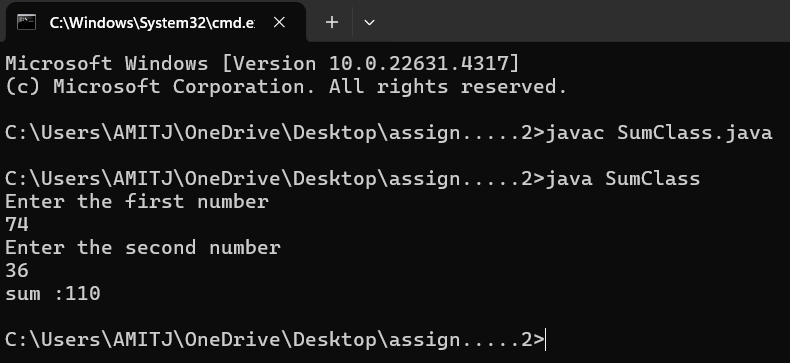 C:\Windows\System32\cmd.e
Microsoft Windows [Version 10.0.22631.4317]
(c) Microsoft Corporation. All rights reserved.
C:\Users\AMITJ\OneDrive\Desktop\assign.....2>javac SumClass.java
C:\Users\AMITJ\OneDrive\Desktop\assign.....2>java SumClass
Enter the first number
74
Enter the second number
36
sum :110
C:\Users\AMITJ\OneDrive\Desktop\assign.....2>